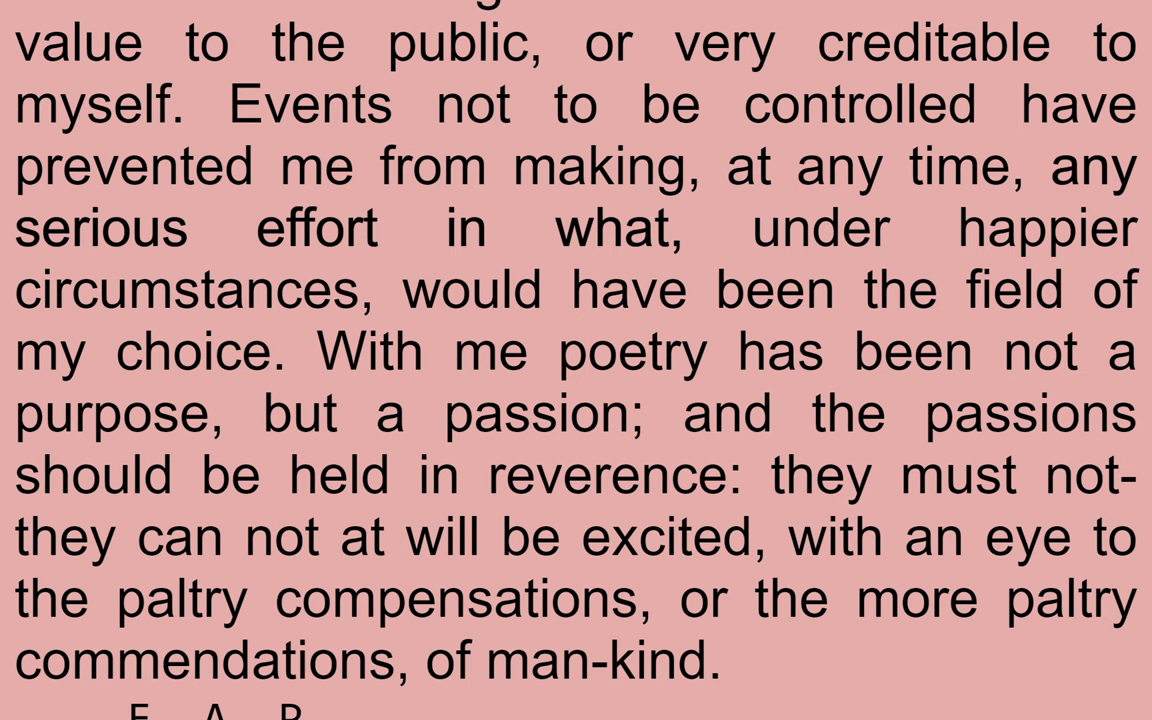 value to the public, or very creditable to
myself. Events not to be controlled have
prevented me from making, at any time, any
serious effort in what, under happier
circumstances, would have been the field of
my choice. With me poetry has been not a
purpose, but a passion; and the passions
should be held in reverence: they must not-
they can not at will be excited, with an eye to
the paltry compensations, or the more paltry
commendations, of man-kind.